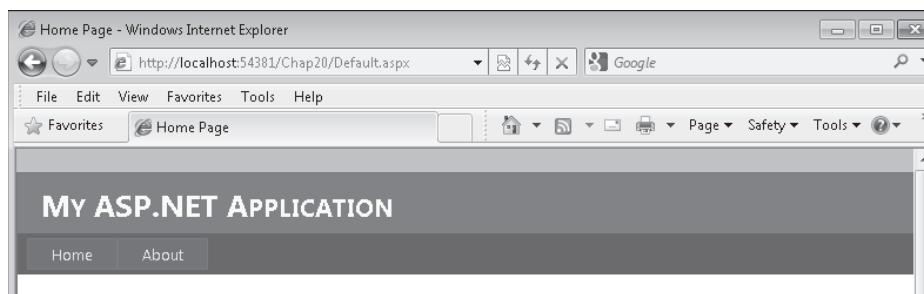 Home Page - Windows Internet Explorer
http://localhost:54381/Chap20/Default.aspx
Google
File Edit View Favorites Tools Help
Favorites Home Page Page Safety Tools
MY ASP.NET APPLICATION
Home About